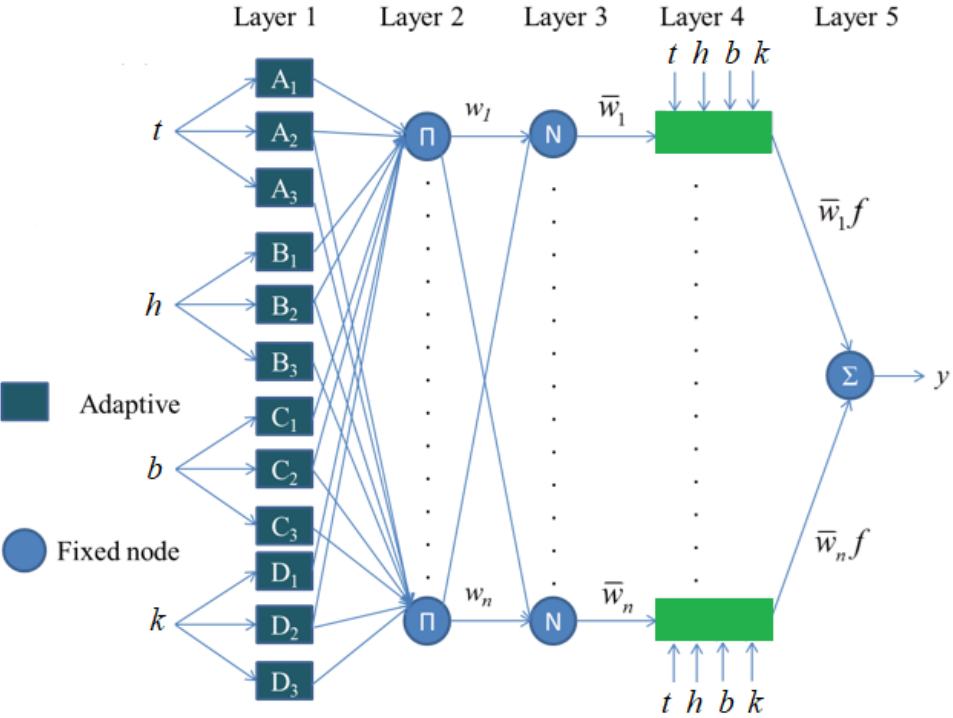 Layer 1 Layer 2 Layer 3 Layer 4 Layer 5
t h b k
A₁
t A₂ Π w₁ N w̅₁
A₃
w̅₁f
B₁
h B₂
B₃
Σ y
Adaptive C₁
b C₂
C₃
w̅ₙf
Fixed node
D₁
k D₂ Π wₙ N w̅ₙ
D₃
t h b k